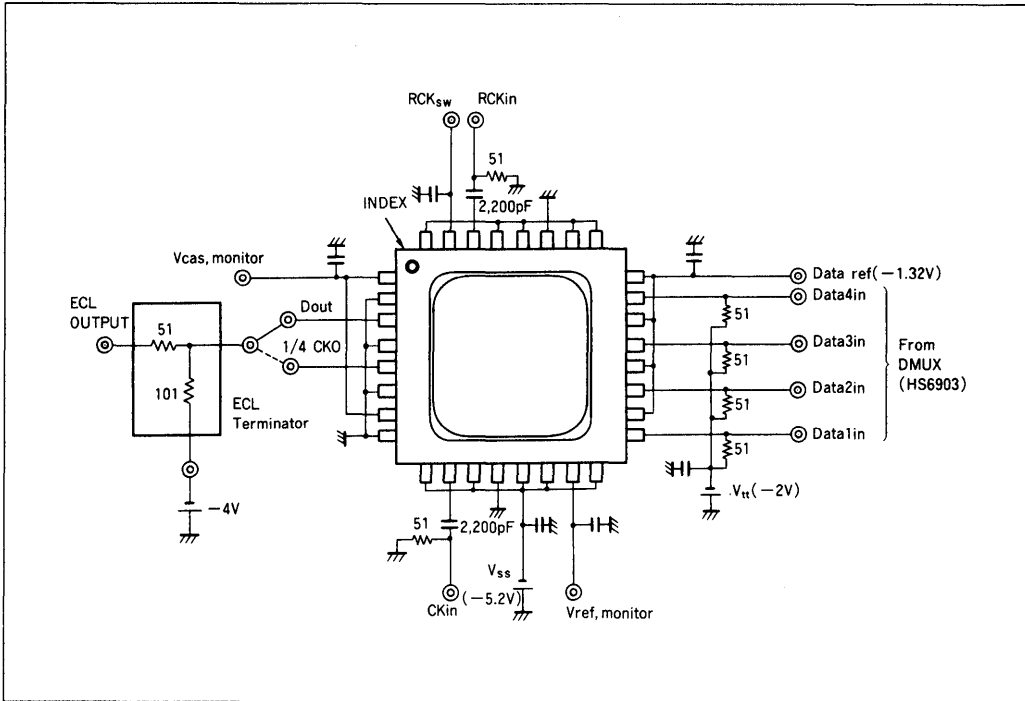 RCKsw
RCKin
51
2,200pF
INDEX
Vcas, monitor
Data ref(−1.32V)
ECL
OUTPUT
51
101
ECL
Terminator
−4V
Dout
1/4 CKO
Data4in
51
Data3in
51
Data2in
51
Data1in
51
From
DMUX
(HS6903)
Vtt(−2V)
51
2,200pF
CKin
Vss
(−5.2V)
Vref, monitor